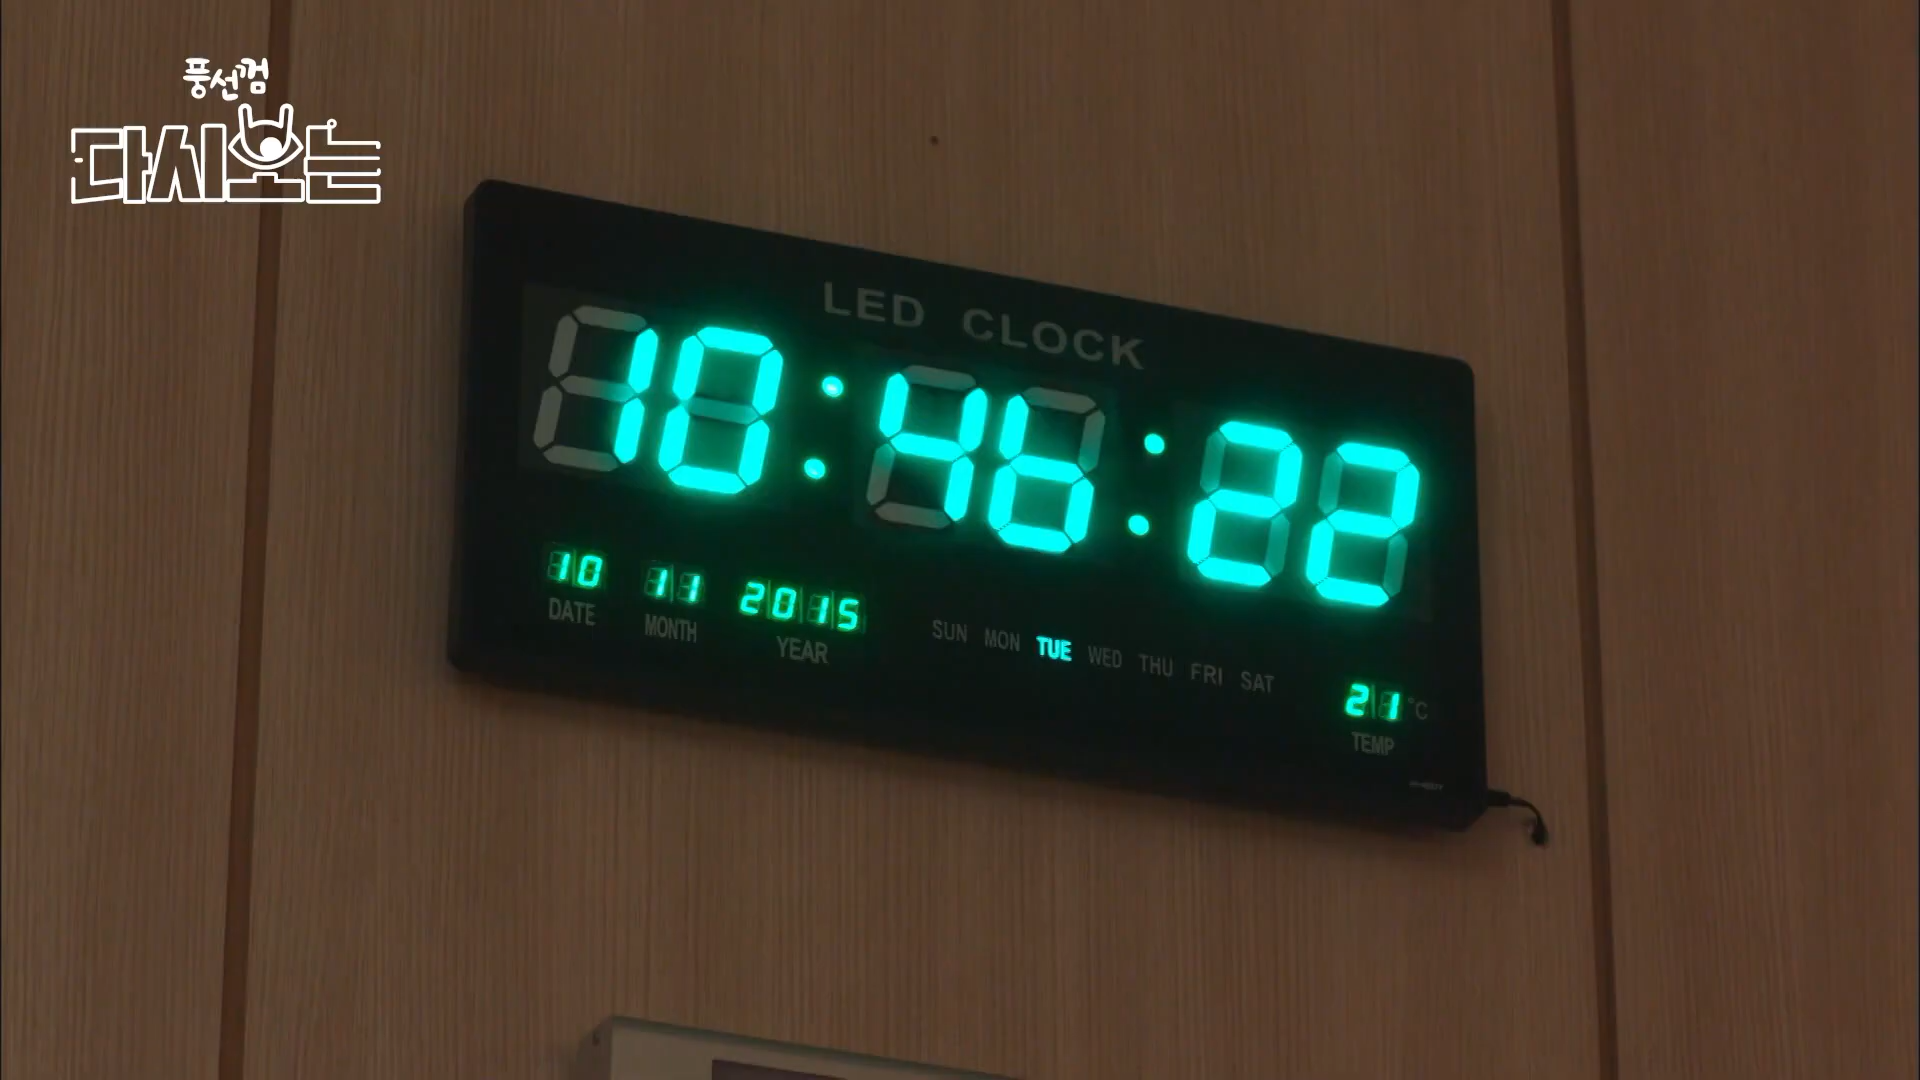 풍선껌
다시보는
LED CLOCK
10:46:22
10 11 2015
DATE MONTH YEAR
SUN MON TUE WED THU FRI SAT
21 °C
TEMP